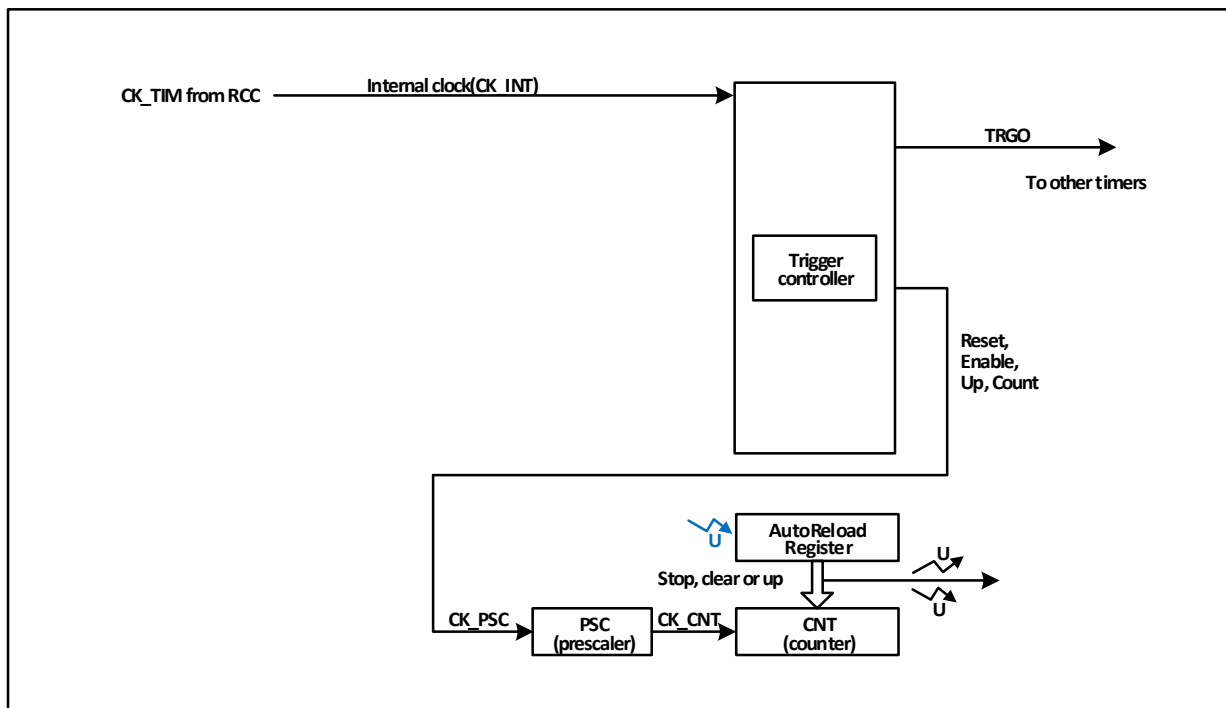 CK_TIM from RCC
Internal clock(CK_INT)
TRGO
To other timers
Trigger
controller
Reset,
Enable,
Up, Count
U
AutoReload
Register
Stop, clear or up
U
U
CK_PSC
PSC
(prescaler)
CK_CNT
CNT
(counter)